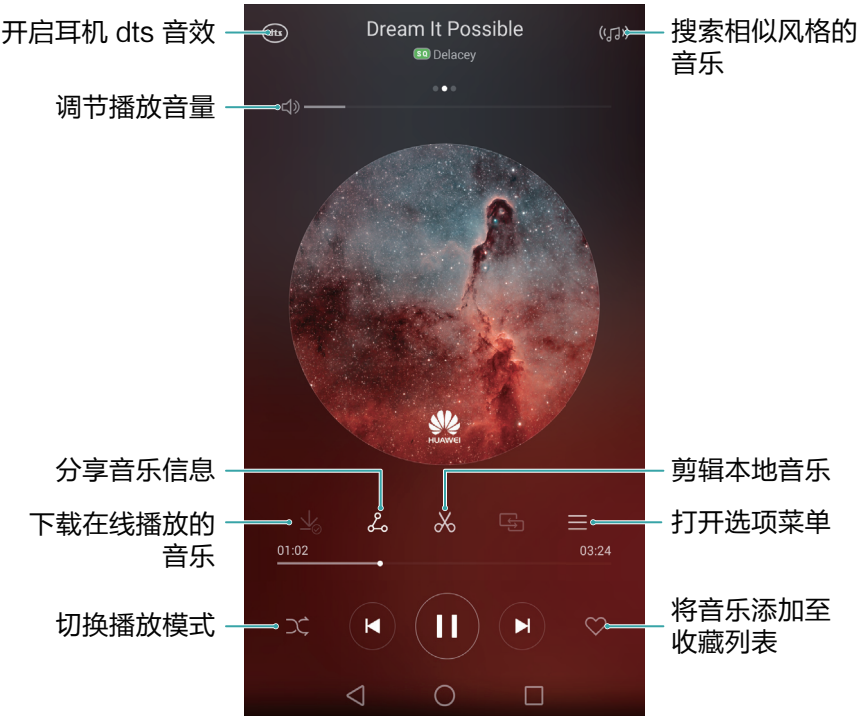 开启耳机 dts 音效
dts
Dream It Possible
SQ Delacey
搜索相似风格的
音乐
调节播放音量
HUAWEI
分享音乐信息
剪辑本地音乐
下载在线播放的
音乐
打开选项菜单
01:02
03:24
切换播放模式
将音乐添加至
收藏列表